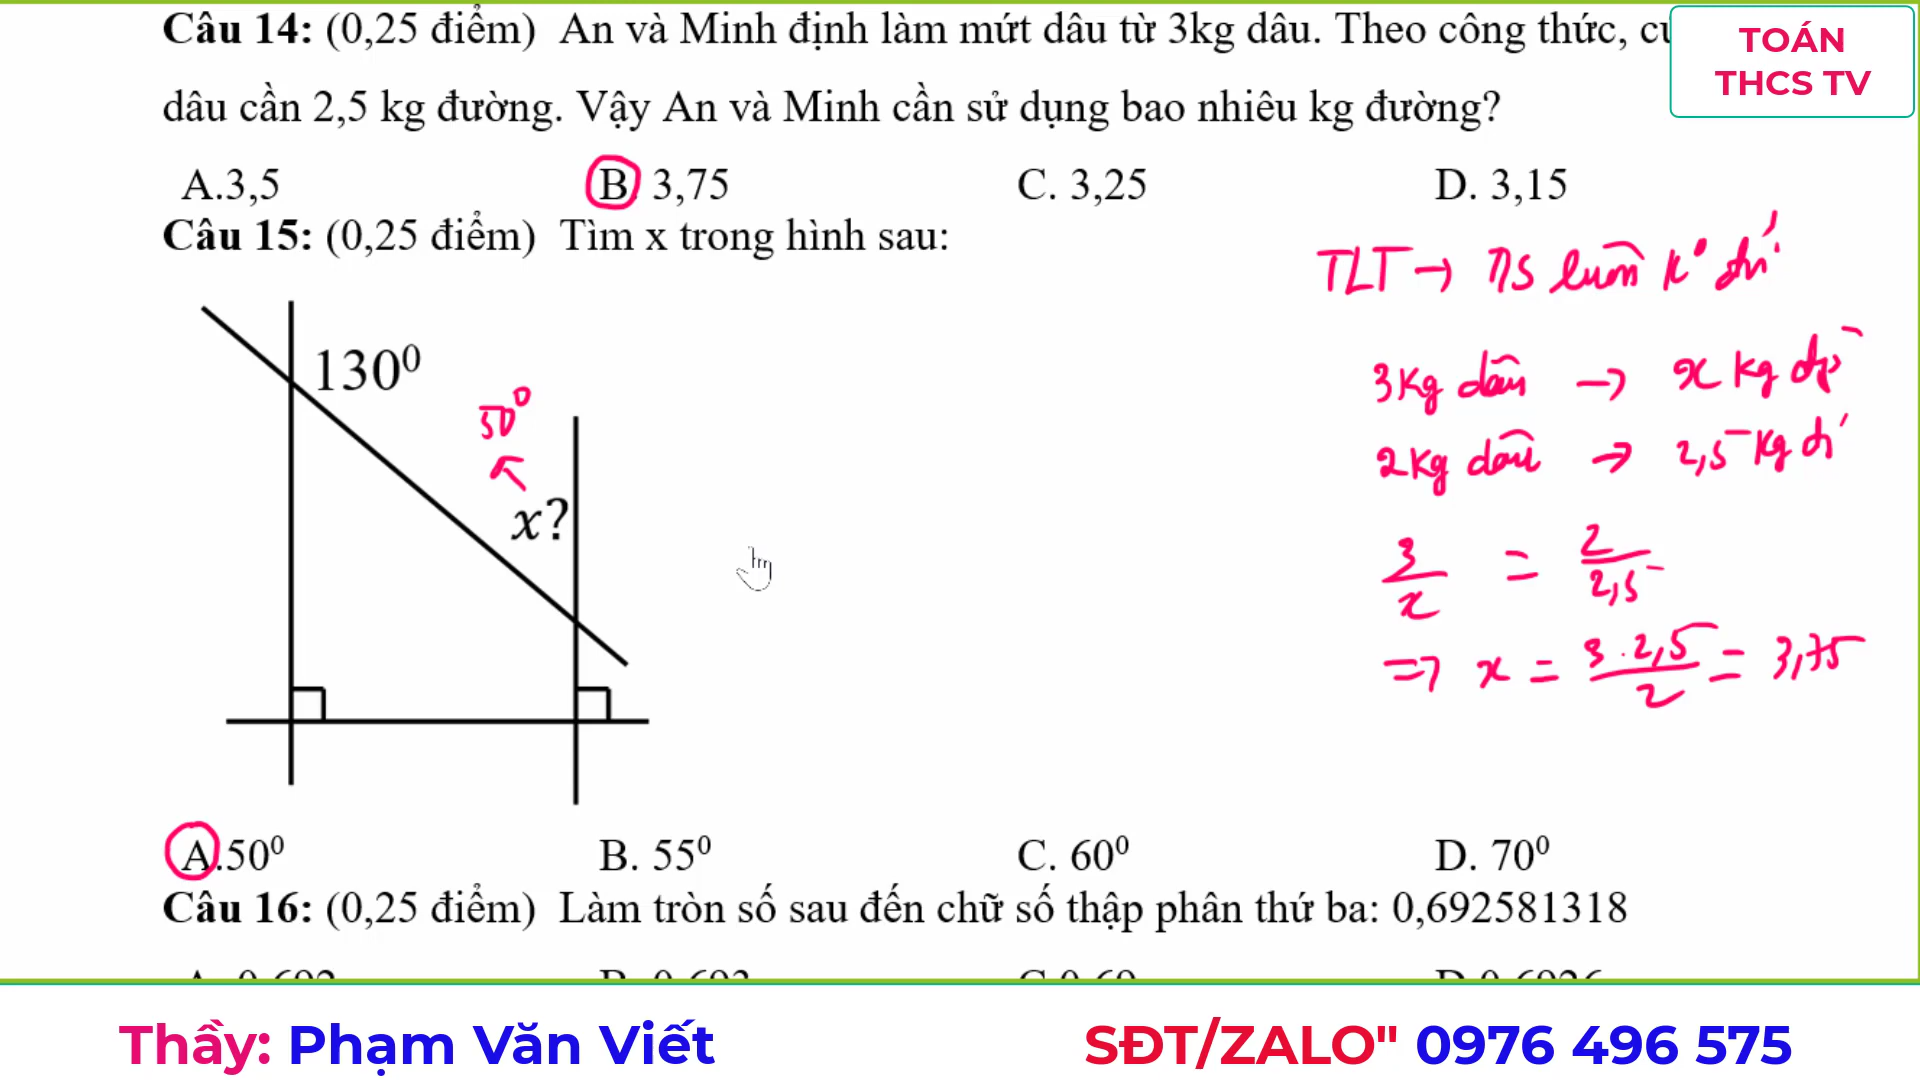 Câu 14: (0,25 điểm) An và Minh định làm mứt dâu từ 3kg dâu. Theo công thức,
TOÁN
THCS TV
dâu cần 2,5 kg đường. Vậy An và Minh cần sử dụng bao nhiêu kg đường?
A.3,5 B. 3,75 C. 3,25 D. 3,15
Câu 15: (0,25 điểm) Tìm x trong hình sau:
TLT → TS luôn
3kg dâu → x kg
2kg dâu → 2,5 kg
3/x = 2/2,5
=> x = 3.2,5/2 = 3,75
130⁰
50⁰
x?
A.50⁰ B. 55⁰ C. 60⁰ D. 70⁰
Câu 16: (0,25 điểm) Làm tròn số sau đến chữ số thập phân thứ ba: 0,692581318
Thầy: Phạm Văn Viết SĐT/ZALO" 0976 496 575